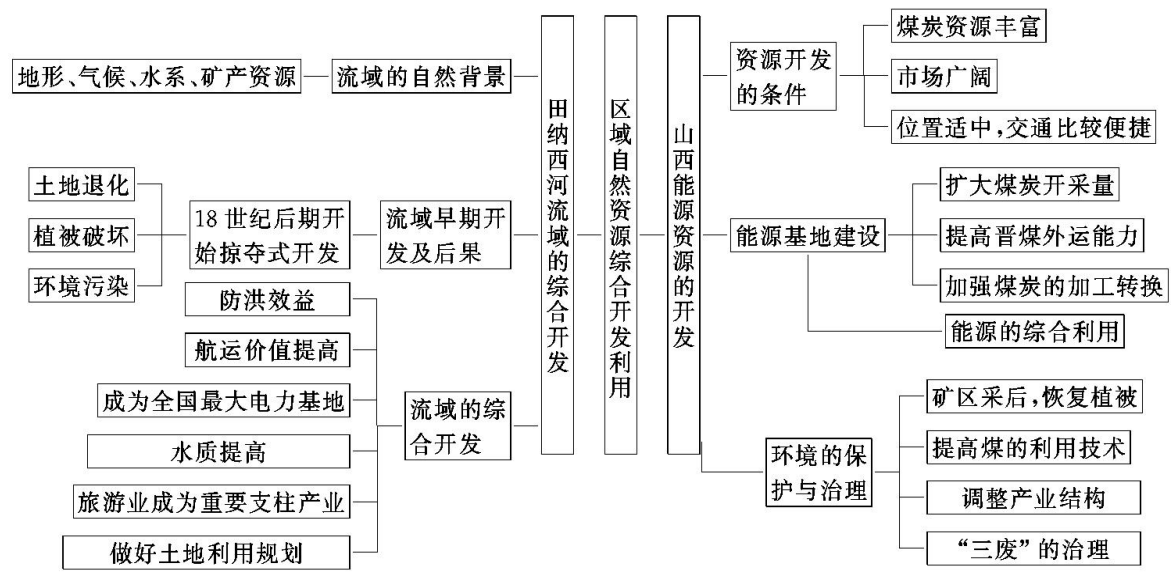 地形、气候、水系、矿产资源
流域的自然背景
土地退化
植被破坏
环境污染
18世纪后期开
始掠夺式开发
流域早期开
发及后果
防洪效益
航运价值提高
成为全国最大电力基地
水质提高
旅游业成为重要支柱产业
做好土地利用规划
流域的综
合开发
田纳西河流域的综合开发
区域自然资源综合开发利用
山西能源资源的开发
资源开发
的条件
煤炭资源丰富
市场广阔
位置适中,交通比较便捷
能源基地建设
扩大煤炭开采量
提高晋煤外运能力
加强煤炭的加工转换
能源的综合利用
环境的保
护与治理
矿区采后,恢复植被
提高煤的利用技术
调整产业结构
“三废”的治理